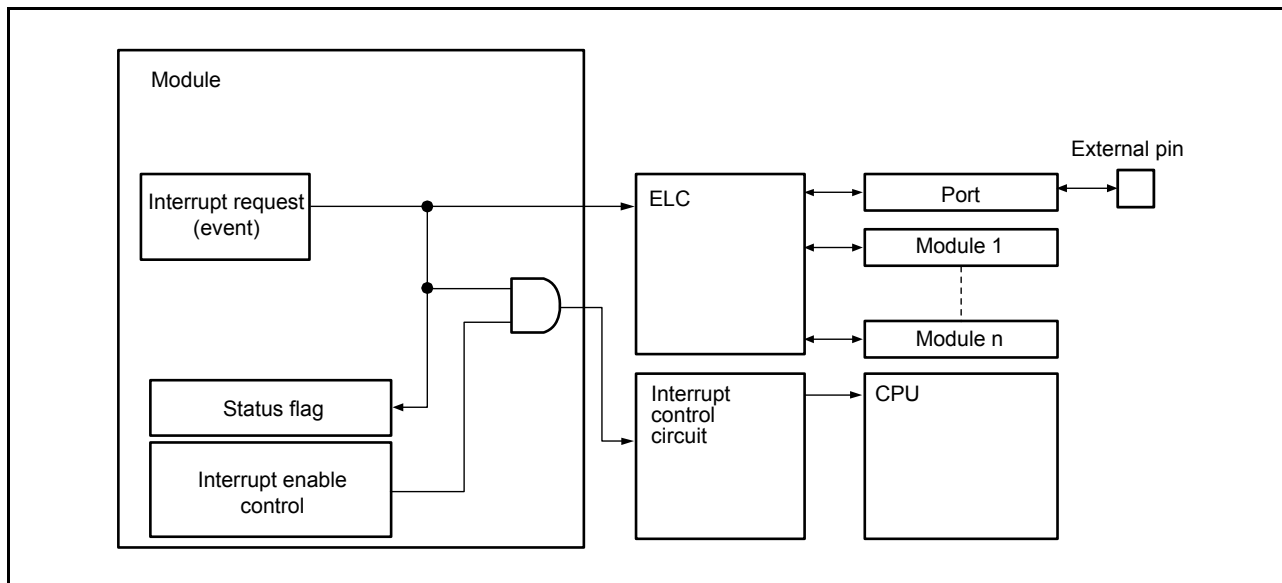 Module
Interrupt request
(event)
Status flag
Interrupt enable
control
ELC
Interrupt
control
circuit
Port
Module 1
Module n
CPU
External pin